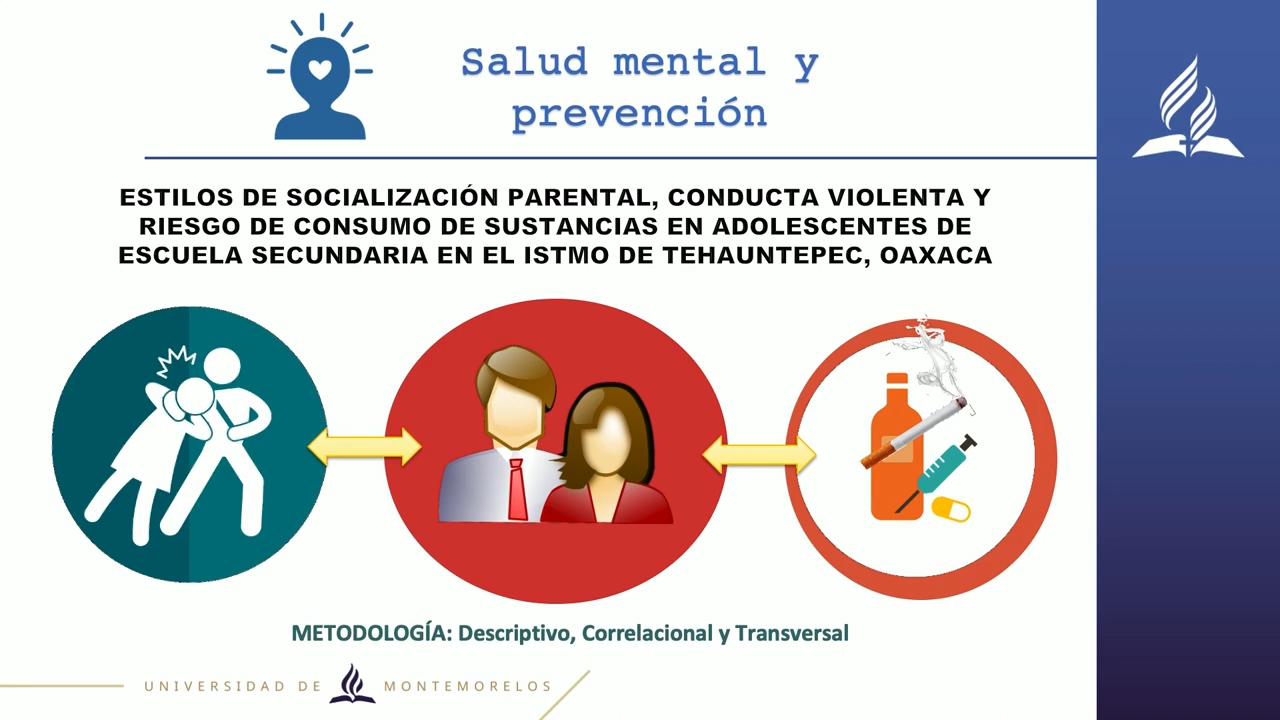 Salud mental y
prevención
ESTILOS DE SOCIALIZACIÓN PARENTAL, CONDUCTA VIOLENTA Y
RIESGO DE CONSUMO DE SUSTANCIAS EN ADOLESCENTES DE
ESCUELA SECUNDARIA EN EL ISTMO DE TEHAUNTEPEC, OAXACA
METODOLOGÍA: Descriptivo, Correlacional y Transversal
UNIVERSIDAD DE MONTEMORELOS